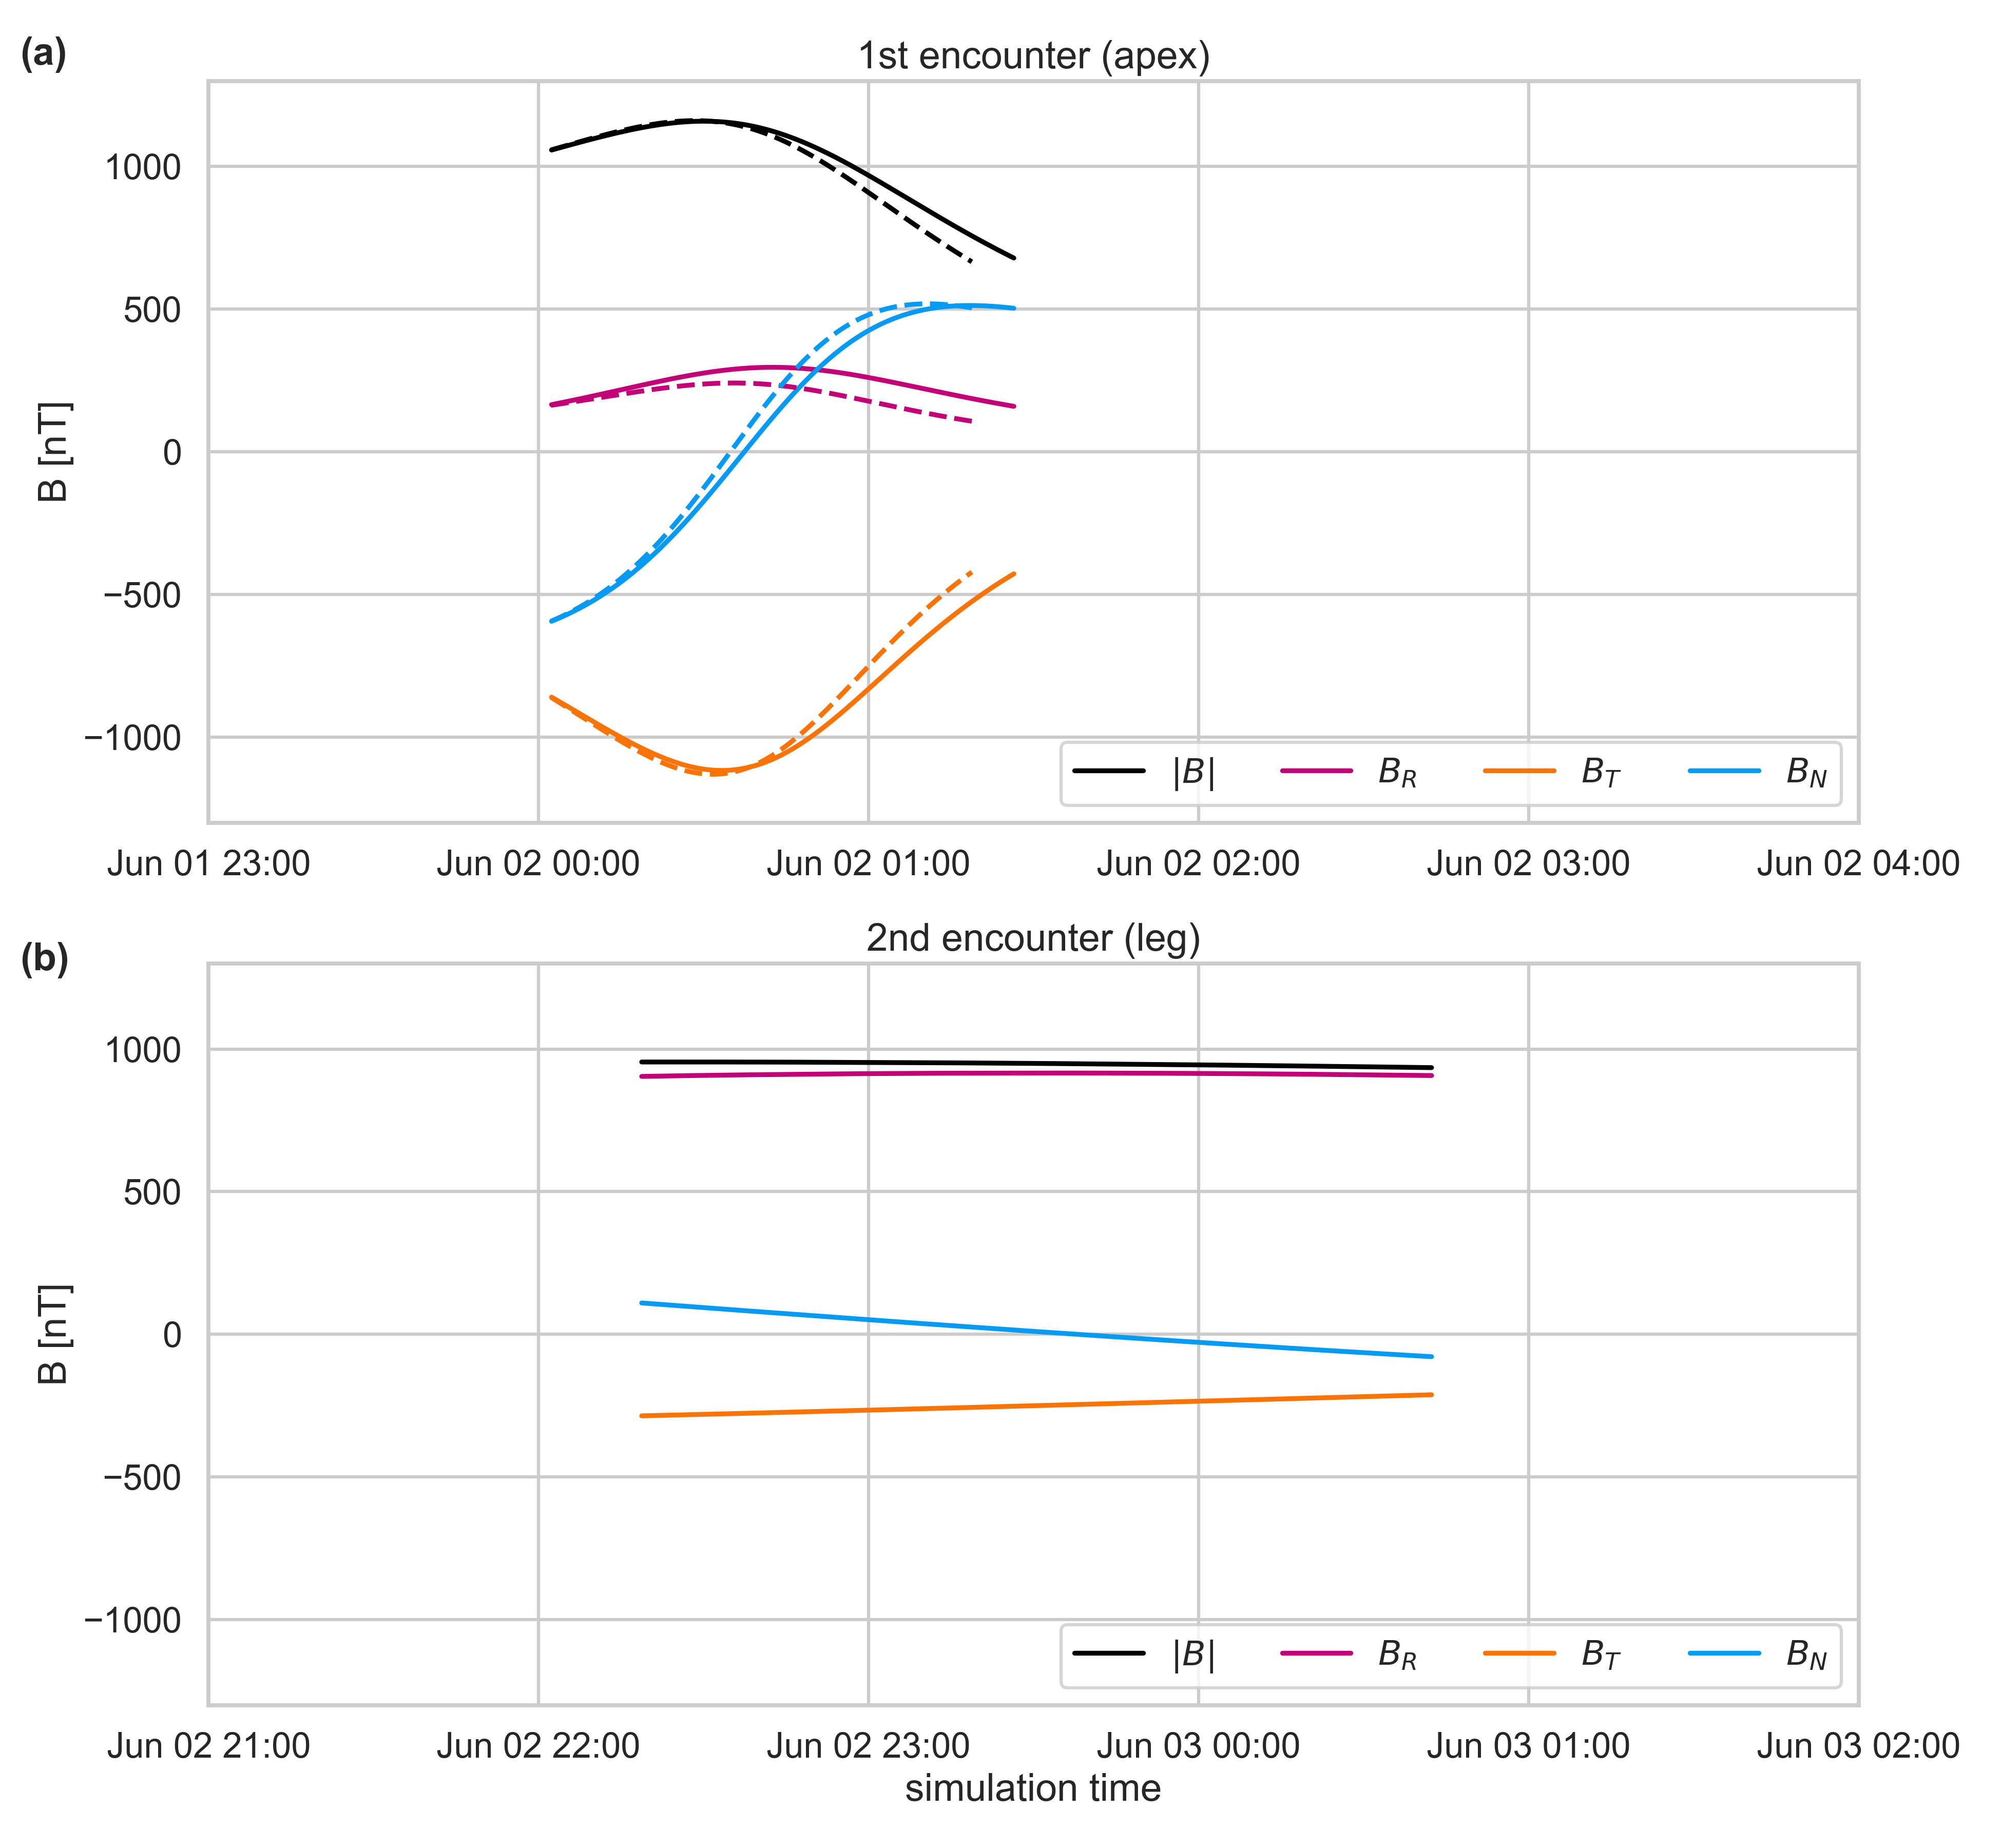 (a)
1st encounter (apex)
1000
500
0
−500
−1000
B [nT]
|B| B_R B_T B_N
Jun 01 23:00 Jun 02 00:00 Jun 02 01:00 Jun 02 02:00 Jun 02 03:00 Jun 02 04:00
(b)
2nd encounter (leg)
1000
500
0
−500
−1000
B [nT]
|B| B_R B_T B_N
Jun 02 21:00 Jun 02 22:00 Jun 02 23:00 Jun 03 00:00 Jun 03 01:00 Jun 03 02:00
simulation time